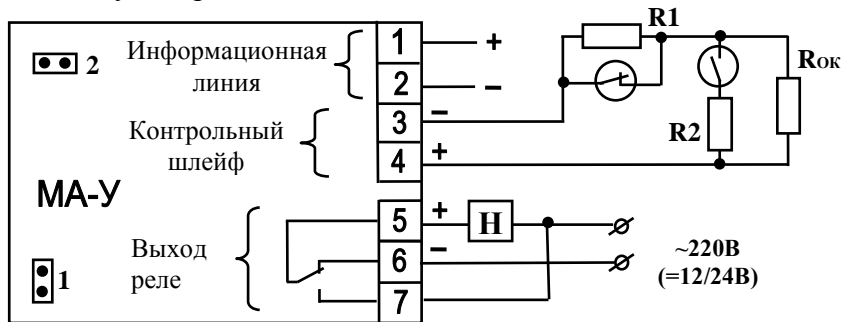 2
Информационная
линия
1
+
2
−
Контрольный
шлейф
3
−
4
+
МА-У
1
Выход
реле
5
+
Н
6
−
7
R1
R2
Rок
~220В
(=12/24В)